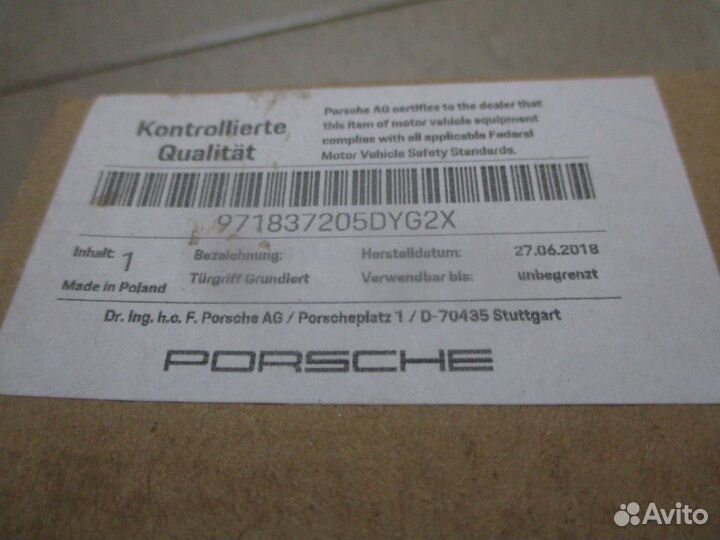 Kontrollierte
Qualität
Porsche AG certifies to the dealer that
this item of motor vehicle equipment
complies with all applicable Federal
Motor Vehicle Safety Standards.
971837205DYG2X
Inhalt: 1
Made in Poland
Bezeichnung:
Türgriff Grundiert
Herstelldatum: 27.06.2018
Verwendbar bis: unbegrenzt
Dr. Ing. h.c. F. Porsche AG / Porscheplatz 1 / D-70435 Stuttgart
PORSCHE
Avito